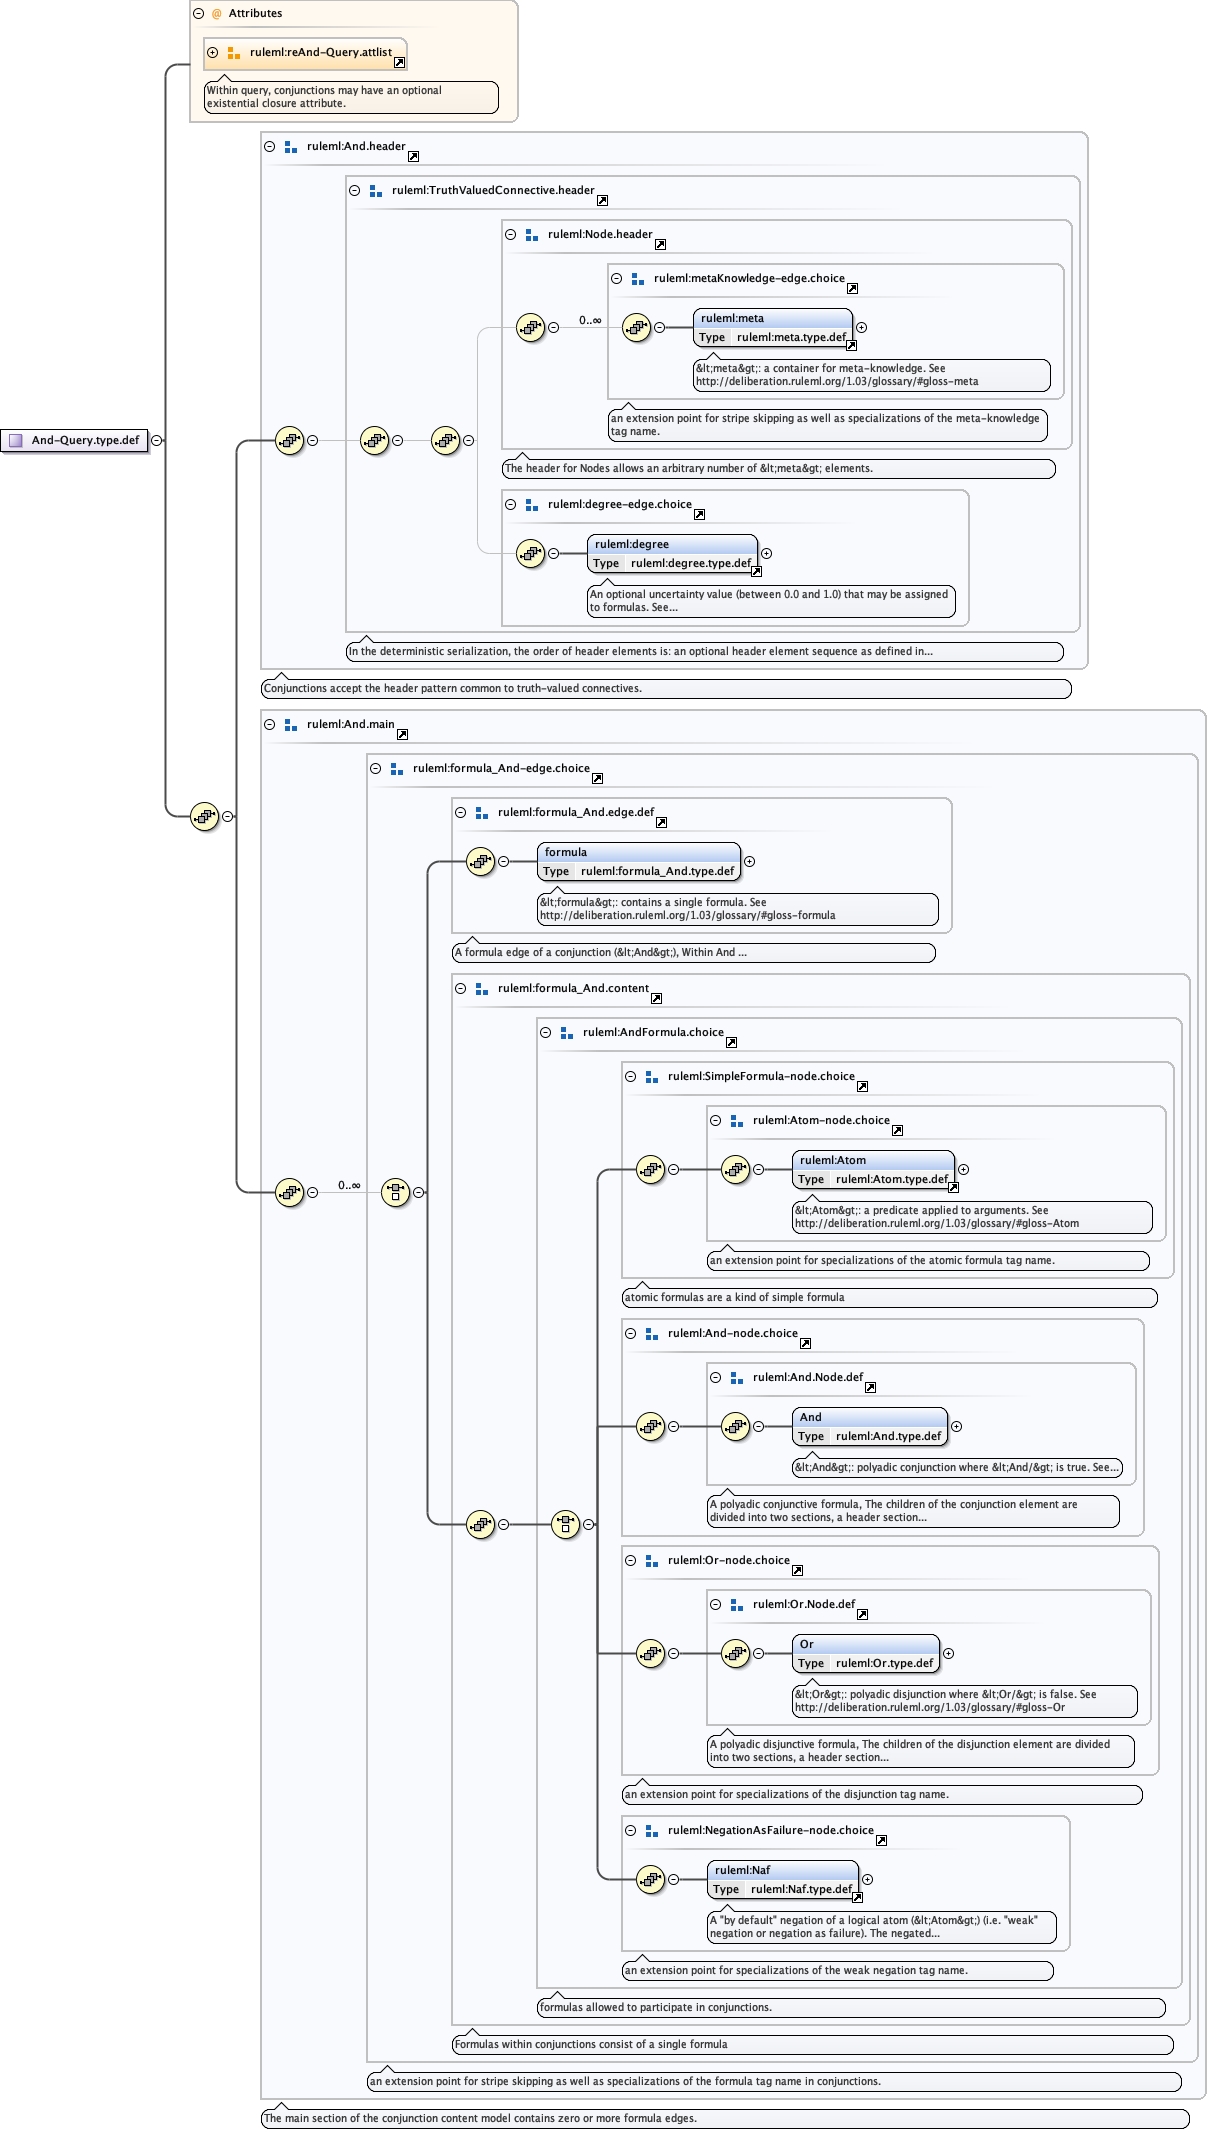 Attributes
ruleml:reAnd-Query.attlist
Within query, conjunctions may have an optional
existential closure attribute.
ruleml:And.header
ruleml:TruthValuedConnective.header
ruleml:Node.header
ruleml:metaKnowledge-edge.choice
0..∞
ruleml:meta
Type ruleml:meta.type.def
&lt;meta&gt;: a container for meta-knowledge. See
http://deliberation.ruleml.org/1.03/glossary/#gloss-meta
an extension point for stripe skipping as well as specializations of the meta-knowledge
tag name.
And-Query.type.def
The header for Nodes allows an arbitrary number of &lt;meta&gt; elements.
ruleml:degree-edge.choice
ruleml:degree
Type ruleml:degree.type.def
An optional uncertainty value (between 0.0 and 1.0) that may be assigned
to formulas. See...
In the deterministic serialization, the order of header elements is: an optional header element sequence as defined in...
Conjunctions accept the header pattern common to truth-valued connectives.
ruleml:And.main
ruleml:formula_And-edge.choice
ruleml:formula_And.edge.def
formula
Type ruleml:formula_And.type.def
&lt;formula&gt;: contains a single formula. See
http://deliberation.ruleml.org/1.03/glossary/#gloss-formula
A formula edge of a conjunction (&lt;And&gt;), Within And ...
ruleml:formula_And.content
ruleml:AndFormula.choice
ruleml:SimpleFormula-node.choice
ruleml:Atom-node.choice
ruleml:Atom
Type ruleml:Atom.type.def
0..∞
&lt;Atom&gt;: a predicate applied to arguments. See
http://deliberation.ruleml.org/1.03/glossary/#gloss-Atom
an extension point for specializations of the atomic formula tag name.
atomic formulas are a kind of simple formula
ruleml:And-node.choice
ruleml:And.Node.def
And
Type ruleml:And.type.def
&lt;And&gt;: polyadic conjunction where &lt;And/&gt; is true. See...
A polyadic conjunctive formula, The children of the conjunction element are
divided into two sections, a header section...
ruleml:Or-node.choice
ruleml:Or.Node.def
Or
Type ruleml:Or.type.def
&lt;Or&gt;: polyadic disjunction where &lt;Or/&gt; is false. See
http://deliberation.ruleml.org/1.03/glossary/#gloss-Or
A polyadic disjunctive formula, The children of the disjunction element are divided
into two sections, a header section...
an extension point for specializations of the disjunction tag name.
ruleml:NegationAsFailure-node.choice
ruleml:Naf
Type ruleml:Naf.type.def
A "by default" negation of a logical atom (&lt;Atom&gt;) (i.e. "weak"
negation or negation as failure). The negated...
an extension point for specializations of the weak negation tag name.
formulas allowed to participate in conjunctions.
Formulas within conjunctions consist of a single formula
an extension point for stripe skipping as well as specializations of the formula tag name in conjunctions.
The main section of the conjunction content model contains zero or more formula edges.